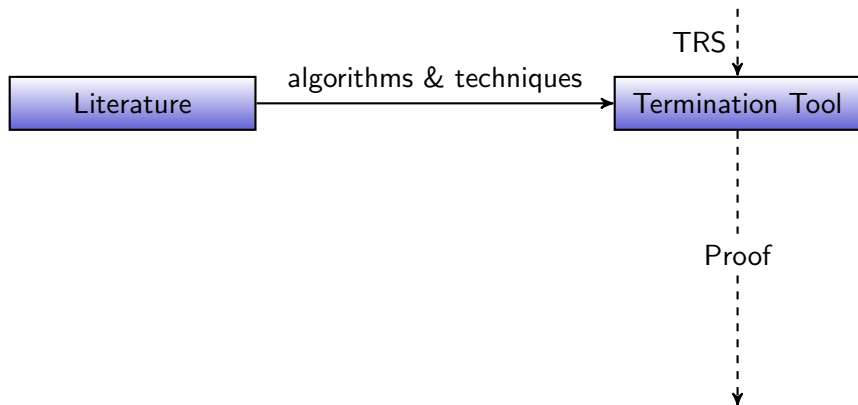 TRS
algorithms & techniques
Literature
Termination Tool
Proof